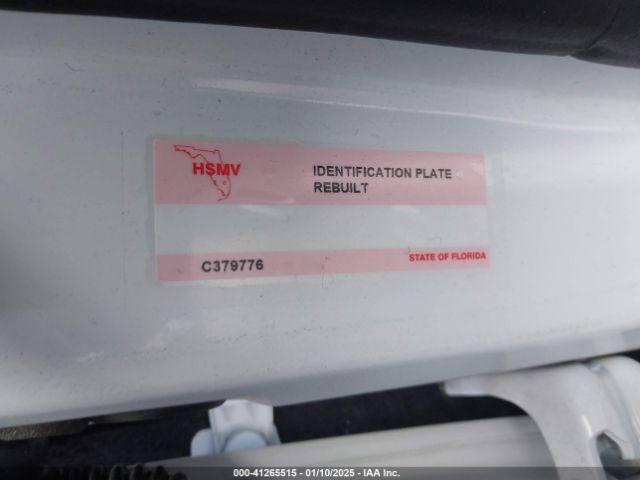 HSMV
IDENTIFICATION PLATE
REBUILT
C379776
STATE OF FLORIDA
000-41265515 - 01/10/2025 - IAA Inc.